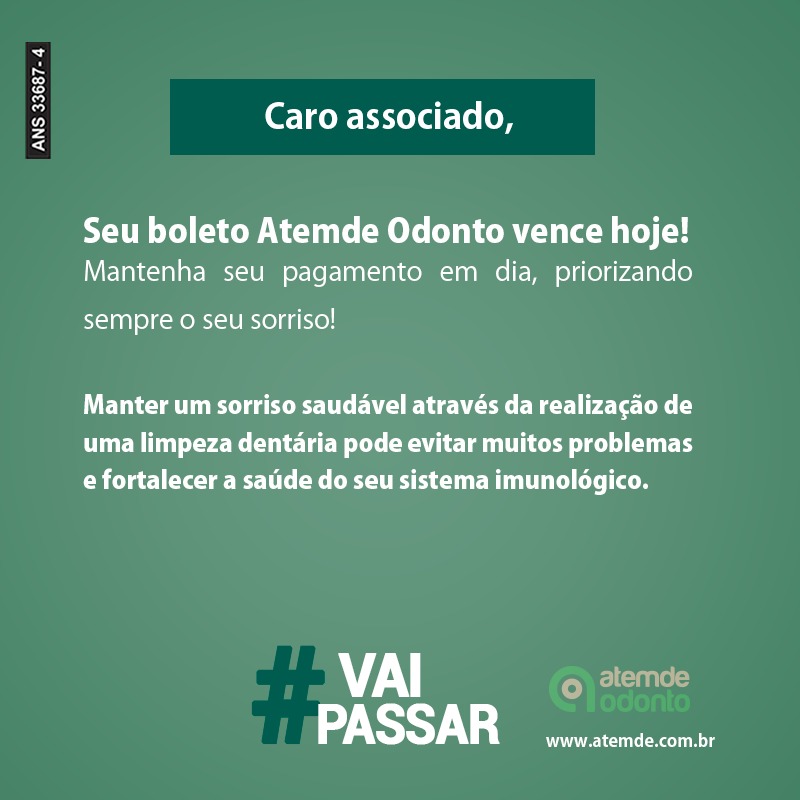 ANS 33687- 4
Caro associado,
Seu boleto Atemde Odonto vence hoje!
Mantenha seu pagamento em dia, priorizando
sempre o seu sorriso!
Manter um sorriso saudável através da realização de
uma limpeza dentária pode evitar muitos problemas
e fortalecer a saúde do seu sistema imunológico.
#VAI
PASSAR
atemde
odonto
www.atemde.com.br